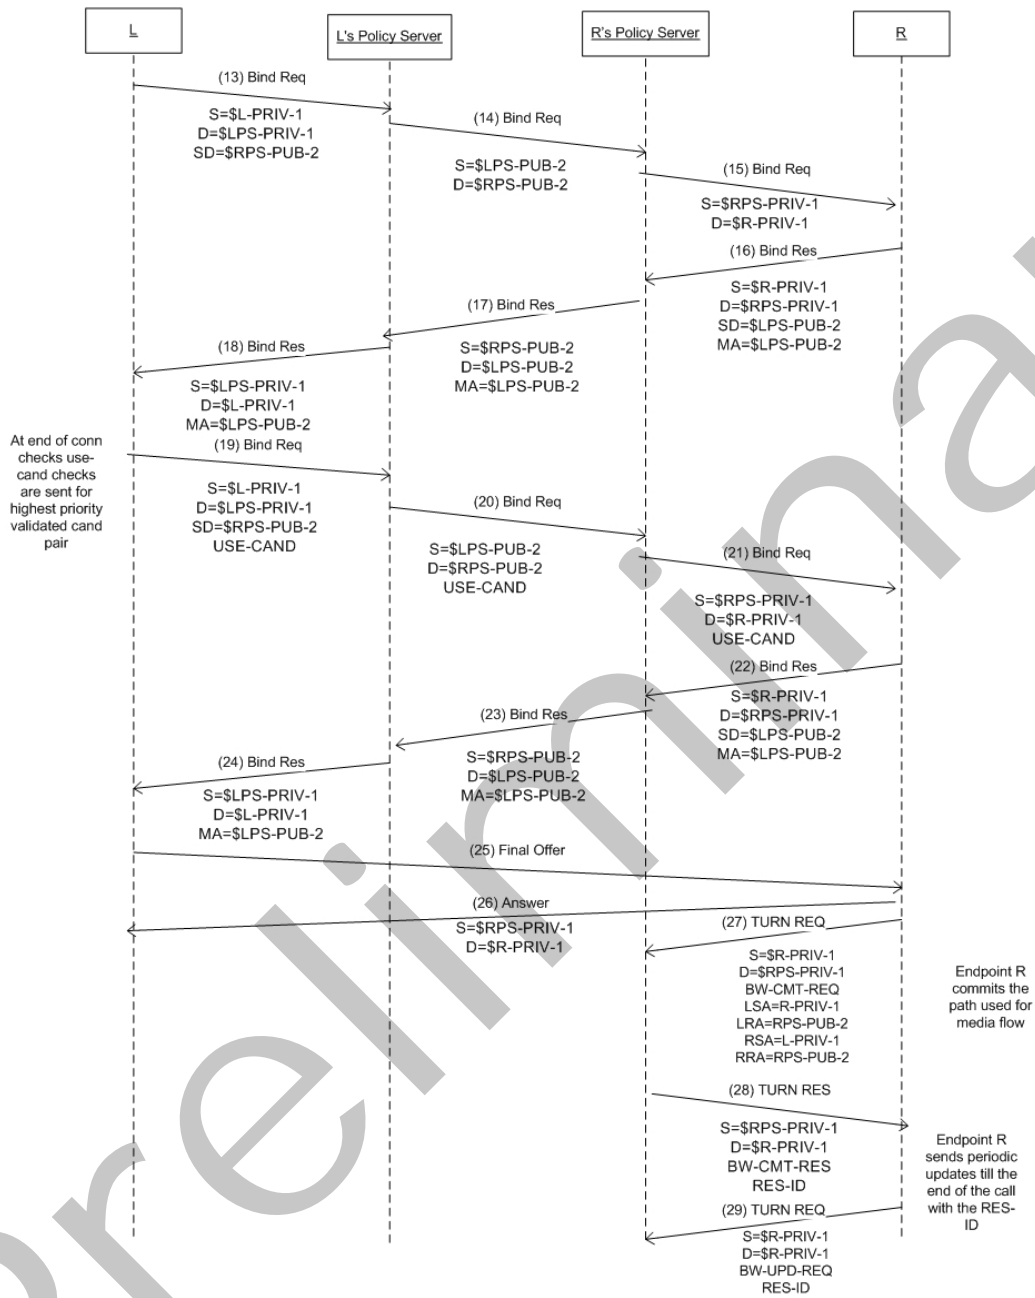 L
L's Policy Server
R's Policy Server
R
(13) Bind Req
S=$L-PRIV-1
D=$LPS-PRIV-1
SD=$RPS-PUB-2
(14) Bind Req
S=$LPS-PUB-2
D=$RPS-PUB-2
(15) Bind Req
S=$RPS-PRIV-1
D=$R-PRIV-1
(16) Bind Res
S=$R-PRIV-1
D=$RPS-PRIV-1
SD=$LPS-PUB-2
MA=$LPS-PUB-2
(17) Bind Res
S=$RPS-PUB-2
D=$LPS-PUB-2
MA=$LPS-PUB-2
(18) Bind Res
S=$LPS-PRIV-1
D=$L-PRIV-1
MA=$LPS-PUB-2
At end of conn
checks use-
cand checks
are sent for
highest priority
validated cand
pair
(19) Bind Req
S=$L-PRIV-1
D=$LPS-PRIV-1
SD=$RPS-PUB-2
USE-CAND
(20) Bind Req
S=$LPS-PUB-2
D=$RPS-PUB-2
USE-CAND
(21) Bind Req
S=$RPS-PRIV-1
D=$R-PRIV-1
USE-CAND
(22) Bind Res
S=$R-PRIV-1
D=$RPS-PRIV-1
SD=$LPS-PUB-2
MA=$LPS-PUB-2
(23) Bind Res
S=$RPS-PUB-2
D=$LPS-PUB-2
MA=$LPS-PUB-2
(24) Bind Res
S=$LPS-PRIV-1
D=$L-PRIV-1
MA=$LPS-PUB-2
(25) Final Offer
(26) Answer
S=$RPS-PRIV-1
D=$R-PRIV-1
(27) TURN REQ
S=$R-PRIV-1
D=$RPS-PRIV-1
BW-CMT-REQ
LSA=R-PRIV-1
LRA=RPS-PUB-2
RSA=L-PRIV-1
RRA=RPS-PUB-2
Endpoint R
commits the
path used for
media flow
(28) TURN RES
S=$RPS-PRIV-1
D=$R-PRIV-1
BW-CMT-RES
RES-ID
Endpoint R
sends periodic
updates till the
end of the call
with the RES-
ID
(29) TURN REQ
S=$R-PRIV-1
D=$R-PRIV-1
BW-UPD-REQ
RES-ID
Prelimina